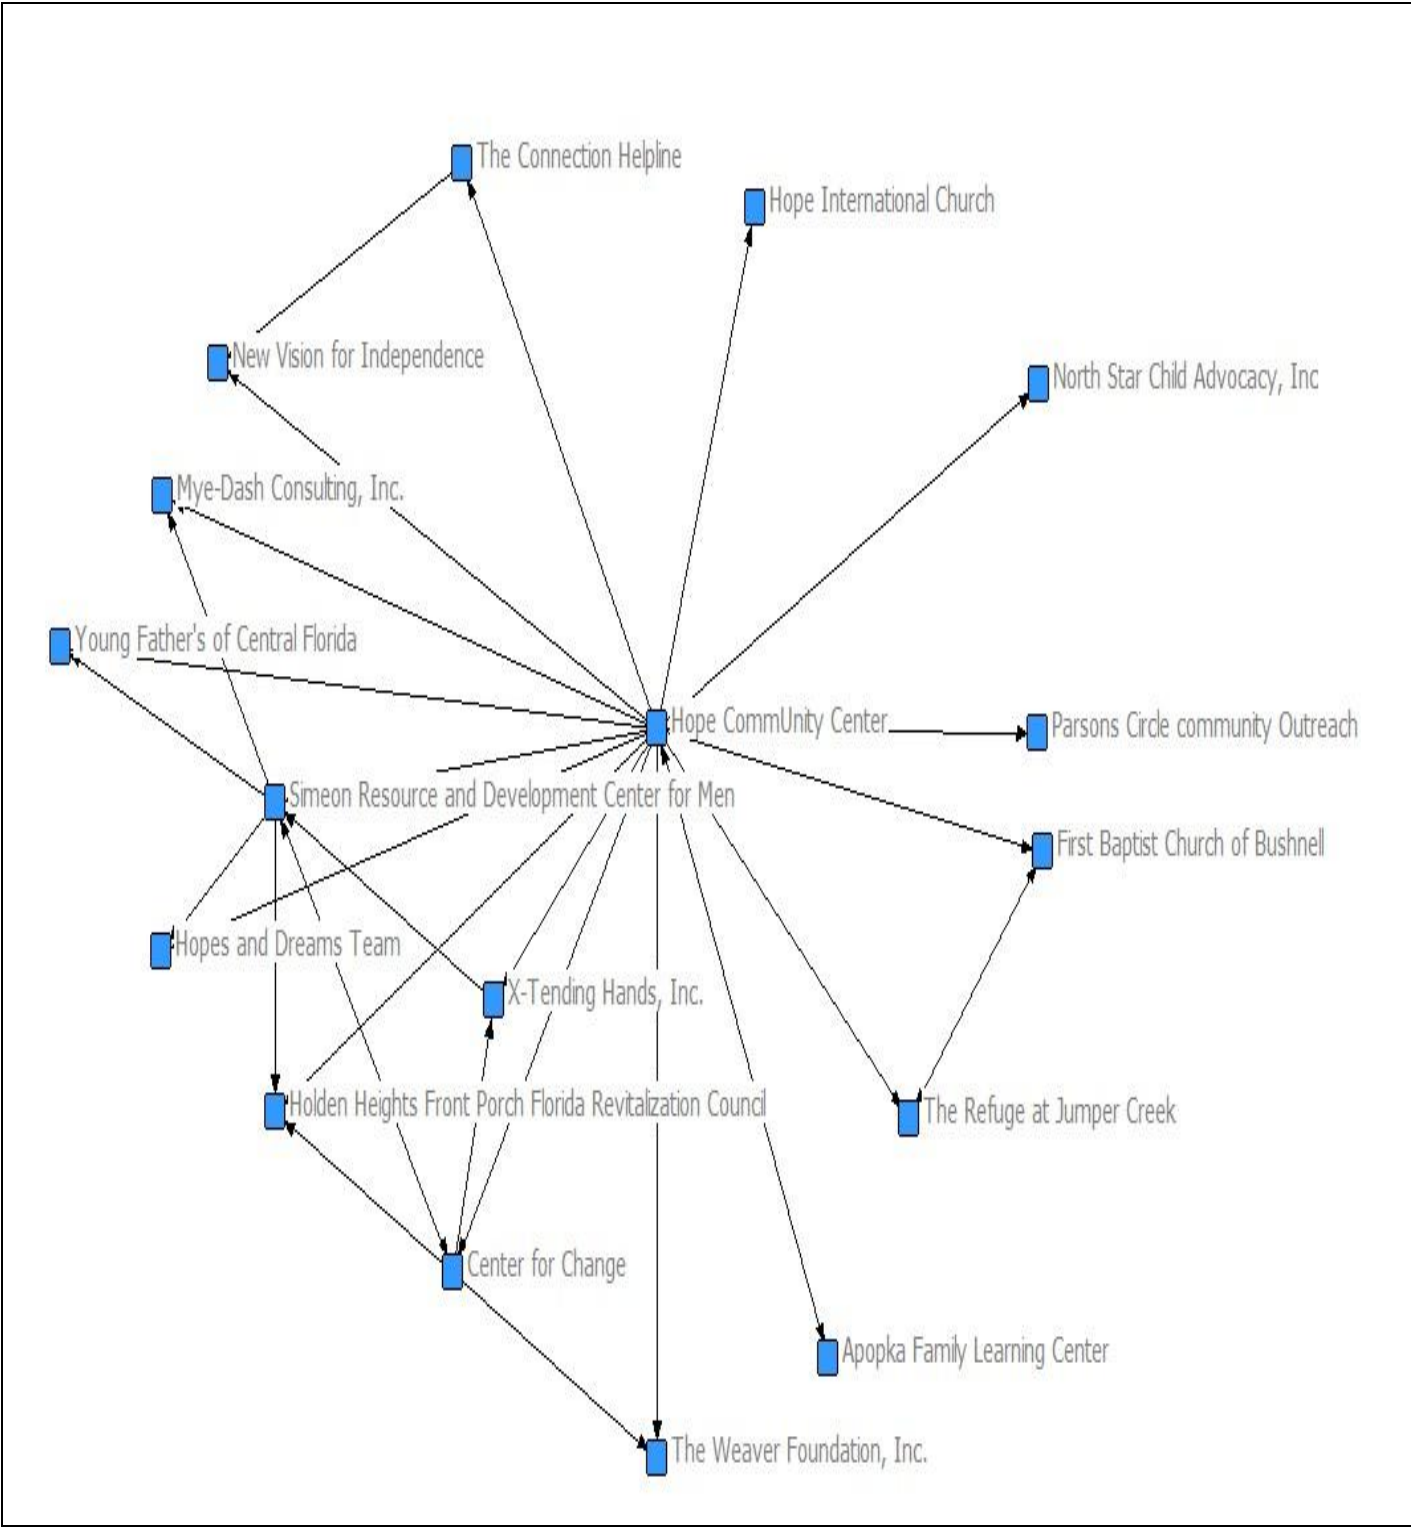 The Connection Helpline
Hope International Church
New Vision for Independence
North Star Child Advocacy, Inc
Mye-Dash Consulting, Inc.
Young Father's of Central Florida
Hope CommUnity Center
Parsons Circle community Outreach
Simeon Resource and Development Center for Men
First Baptist Church of Bushnell
Hopes and Dreams Team
X-Tending Hands, Inc.
Holden Heights Front Porch Florida Revitalization Council
The Refuge at Jumper Creek
Center for Change
Apopka Family Learning Center
The Weaver Foundation, Inc.